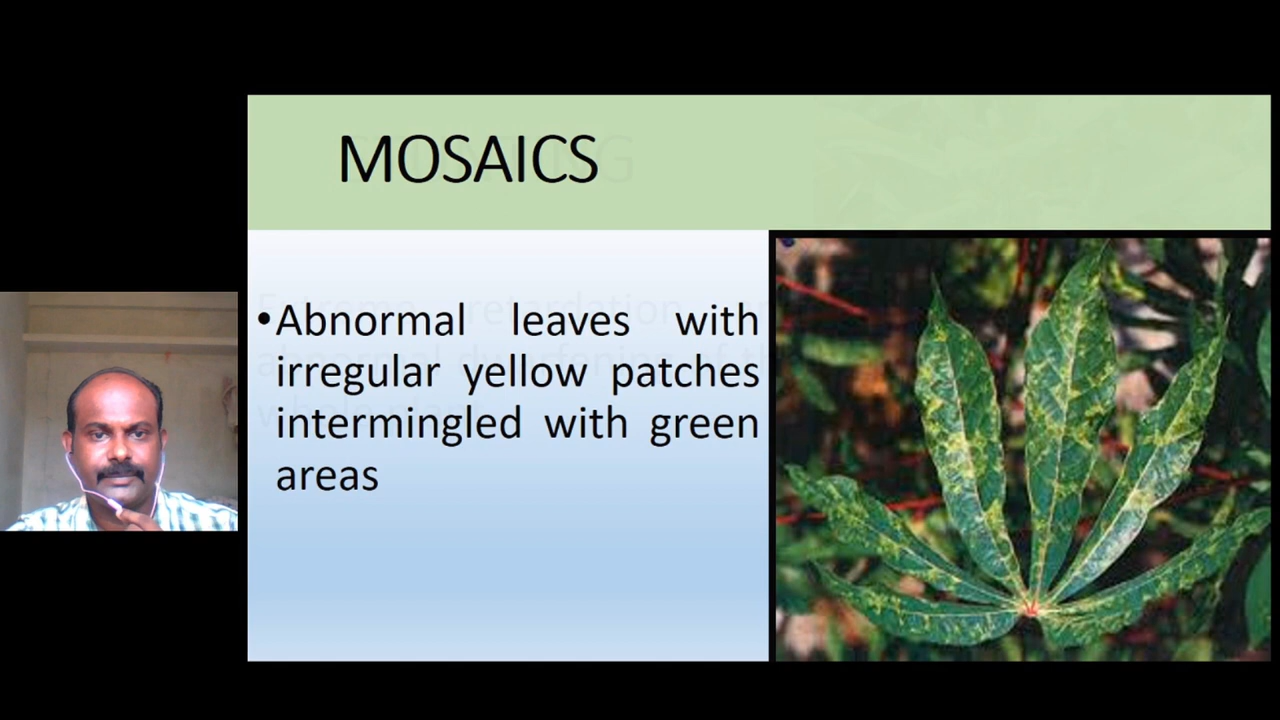 MOSAICS
•Abnormal leaves with
irregular yellow patches
intermingled with green
areas